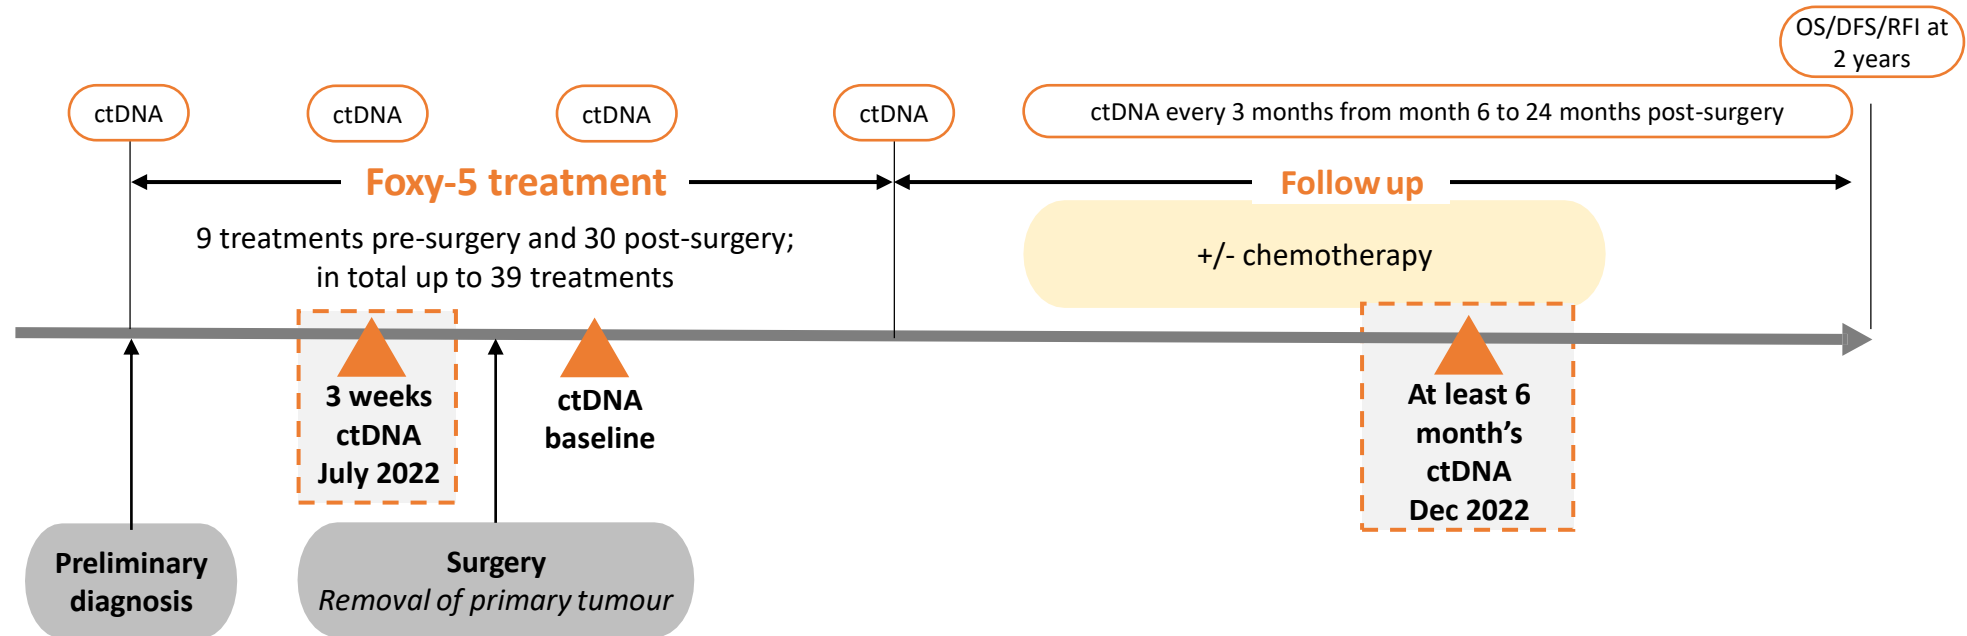 OS/DFS/RFI at
2 years
ctDNA
ctDNA
ctDNA
ctDNA
ctDNA every 3 months from month 6 to 24 months post-surgery
Foxy-5 treatment
Follow up
9 treatments pre-surgery and 30 post-surgery;
in total up to 39 treatments
+/- chemotherapy
3 weeks
ctDNA
July 2022
ctDNA
baseline
At least 6
month's
ctDNA
Dec 2022
Preliminary
diagnosis
Surgery
Removal of primary tumour